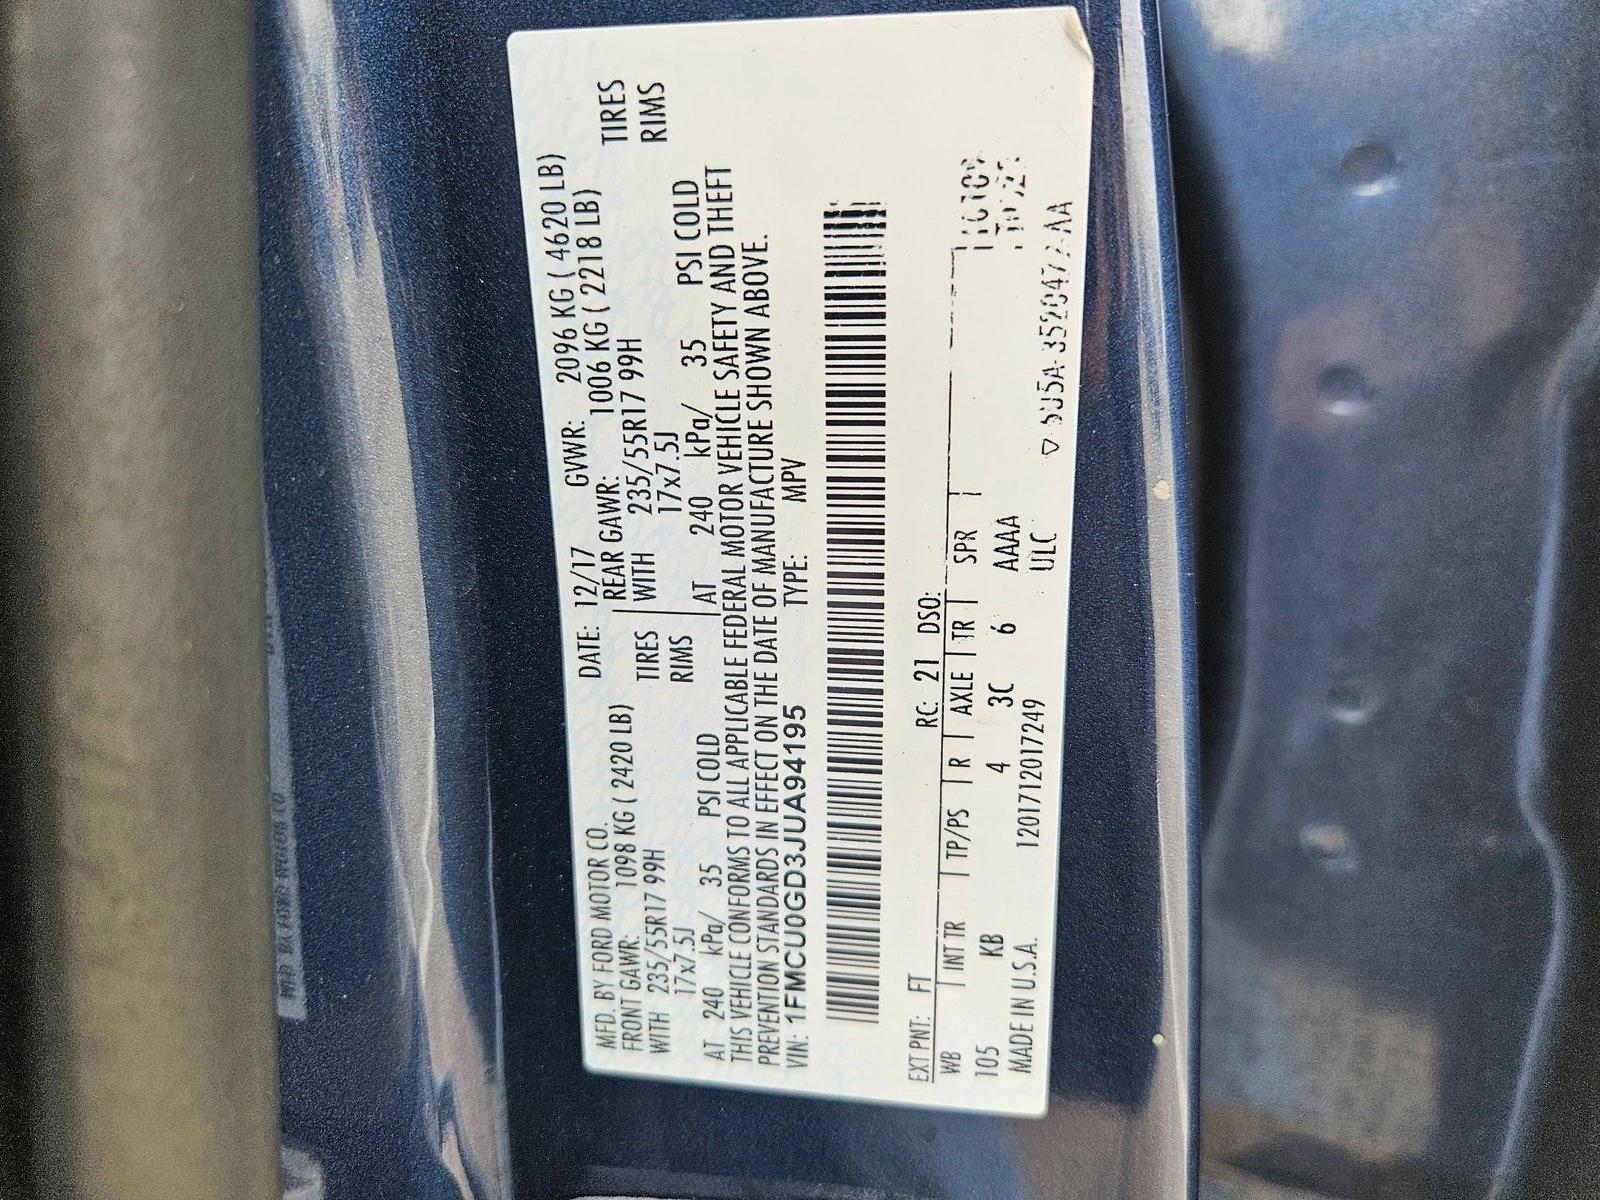 MFD. BY FORD MOTOR CO.
DATE: 12/17
GVWR: 2096 KG ( 4620 LB)
FRONT GAWR: 1098 KG ( 2420 LB)
REAR GAWR: 1006 KG ( 2218 LB)
WITH 235/55R17 99H TIRES
WITH 235/55R17 99H TIRES
17x7.5J RIMS
17x7.5J RIMS
AT 240 kPa/ 35 PSI COLD
AT 240 kPa/ 35 PSI COLD
THIS VEHICLE CONFORMS TO ALL APPLICABLE FEDERAL MOTOR VEHICLE SAFETY AND THEFT
PREVENTION STANDARDS IN EFFECT ON THE DATE OF MANUFACTURE SHOWN ABOVE.
VIN: 1FMCU0GD3JUA94195
TYPE: MPV
EXT PNT: FT RC: 21 DSO:
WB INT TR TP/PS R AXLE TR SPR
105 KB 4 3C 6 AAAA
MADE IN U.S.A. 1201712017249 ULC